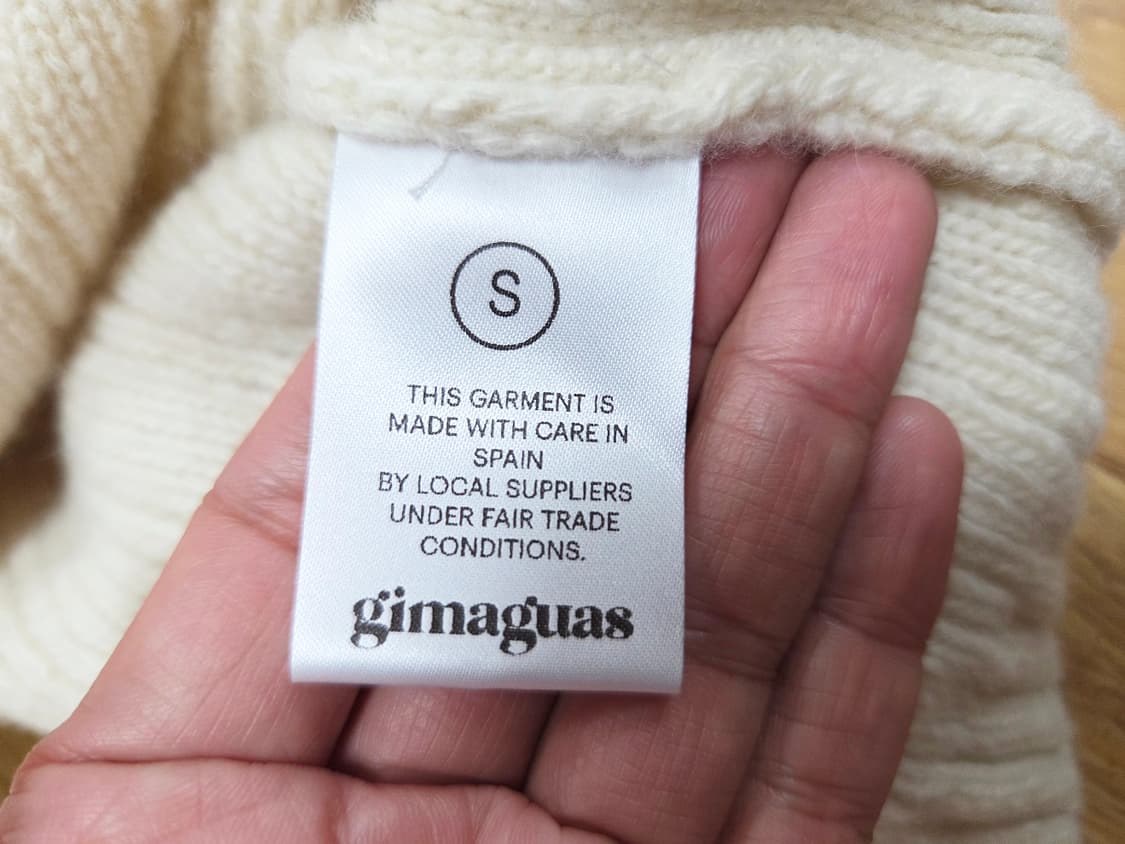 S
THIS GARMENT IS
MADE WITH CARE IN
SPAIN
BY LOCAL SUPPLIERS
UNDER FAIR TRADE
CONDITIONS.
gimaguas